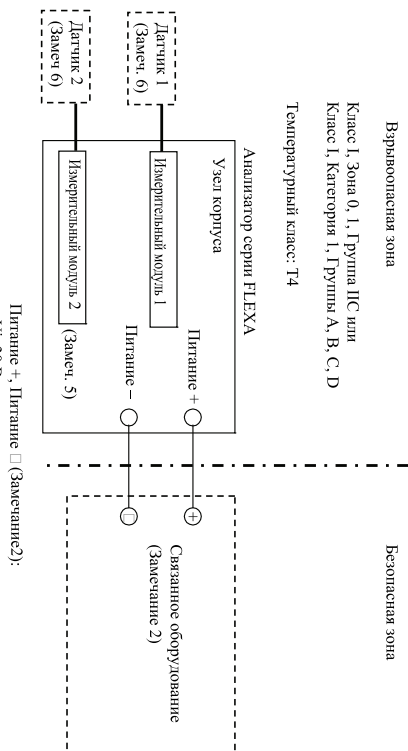 Взрывоопасная зона
Безопасная зона
Класс I, Зона 0, 1, Группа IIC или
Класс I, Категория 1, Группы A, B, C, D
Температурный класс: T4
Анализатор серии FLEXA
Узел корпуса
Связанное оборудование
(Замечание 2)
Датчик 1
(Замеч. 6)
Измерительный модуль 1
Питание +
+
Питание −
Датчик 2
(Замеч 6)
Измерительный модуль 2
(Замеч. 5)
Питание +, Питание □ (Замечание2):